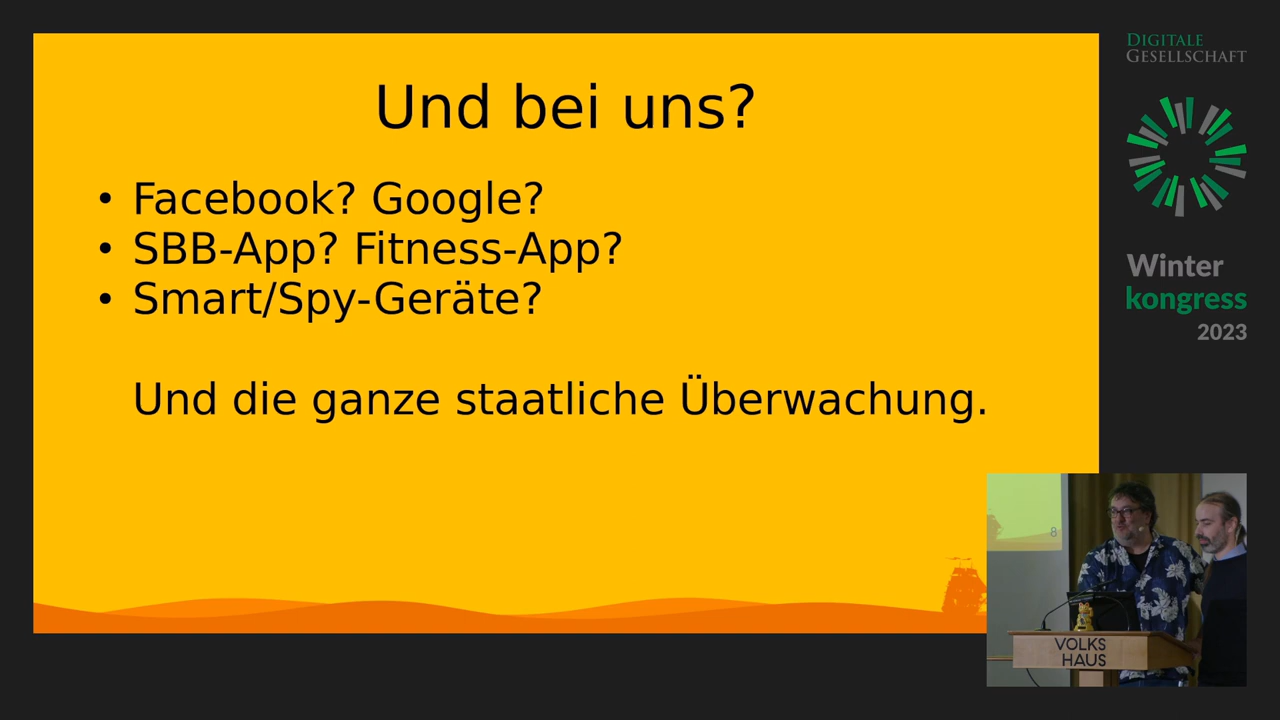 Und bei uns?
• Facebook? Google?
• SBB-App? Fitness-App?
• Smart/Spy-Geräte?
Und die ganze staatliche Überwachung.
DIGITALE
GESELLSCHAFT
Winter
kongress
2023
8
VOLKS
HAUS